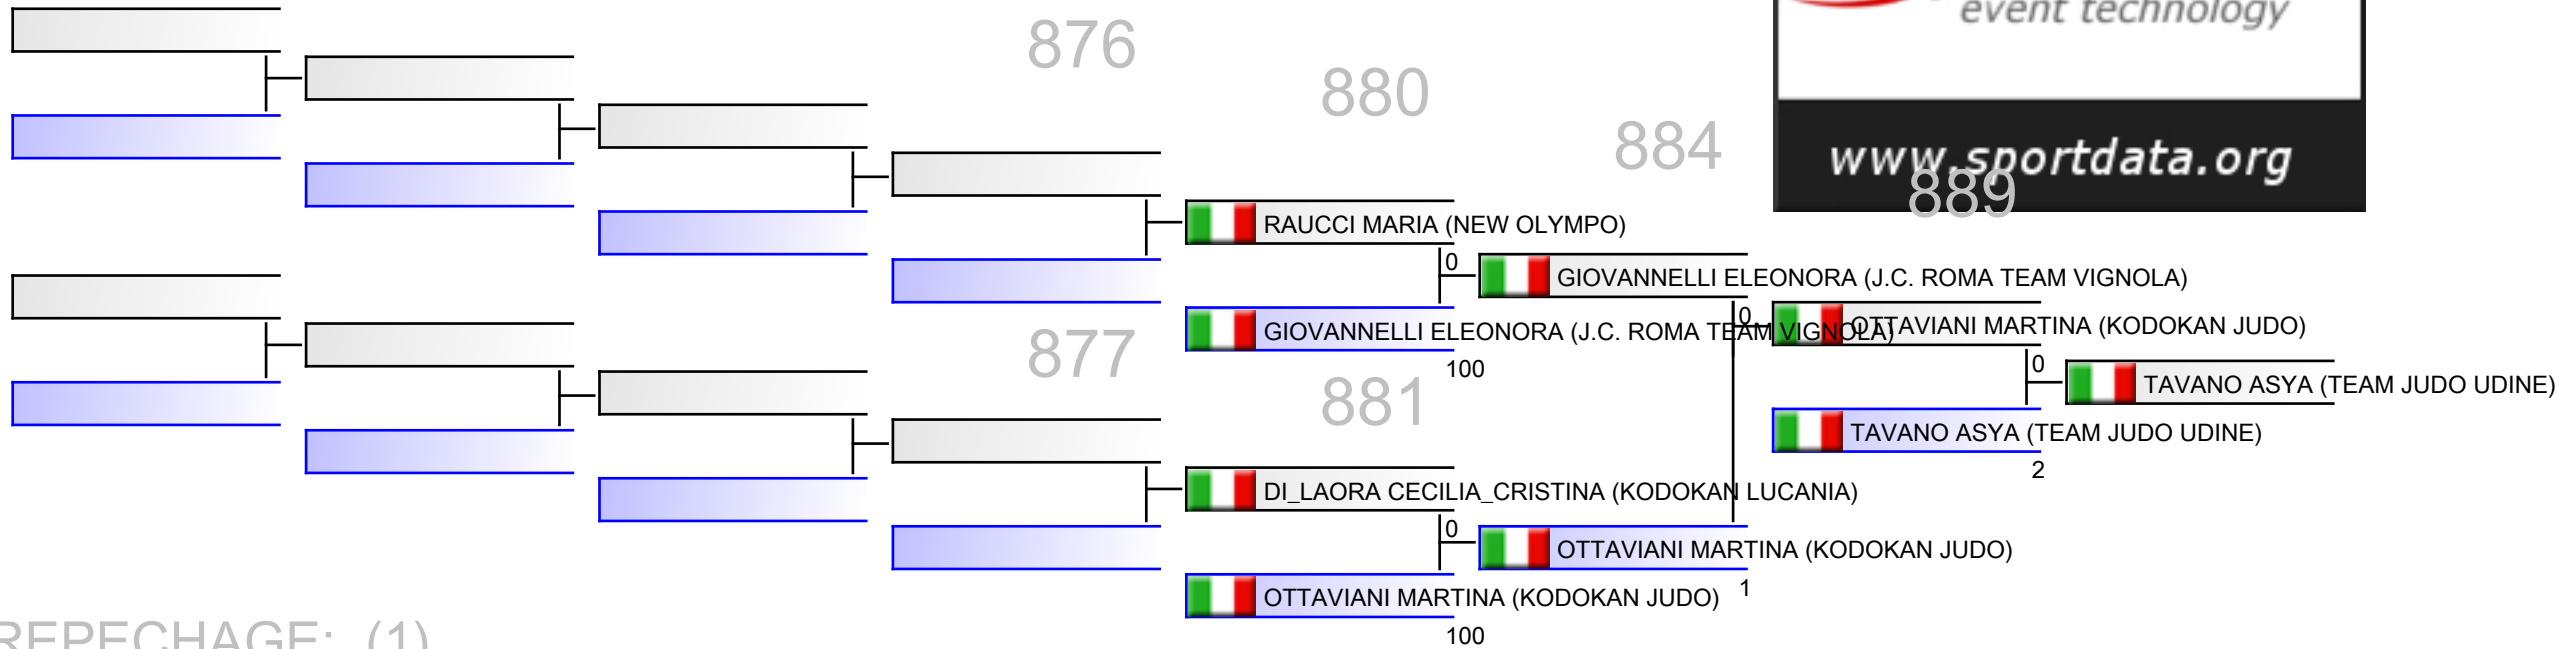 event technology
876
880
884
www.sportdata.org
889
RAUCCI MARIA (NEW OLYMPO)
0
GIOVANNELLI ELEONORA (J.C. ROMA TEAM VIGNOLA)
0
OTTAVIANI MARTINA (KODOKAN JUDO)
GIOVANNELLI ELEONORA (J.C. ROMA TEAM VIGNOLA)
877
100
0
881
TAVANO ASYA (TEAM JUDO UDINE)
TAVANO ASYA (TEAM JUDO UDINE)
2
DI_LAORA CECILIA_CRISTINA (KODOKAN LUCANIA)
0
OTTAVIANI MARTINA (KODOKAN JUDO)
1
OTTAVIANI MARTINA (KODOKAN JUDO)
100
REPECHAGE: (1)